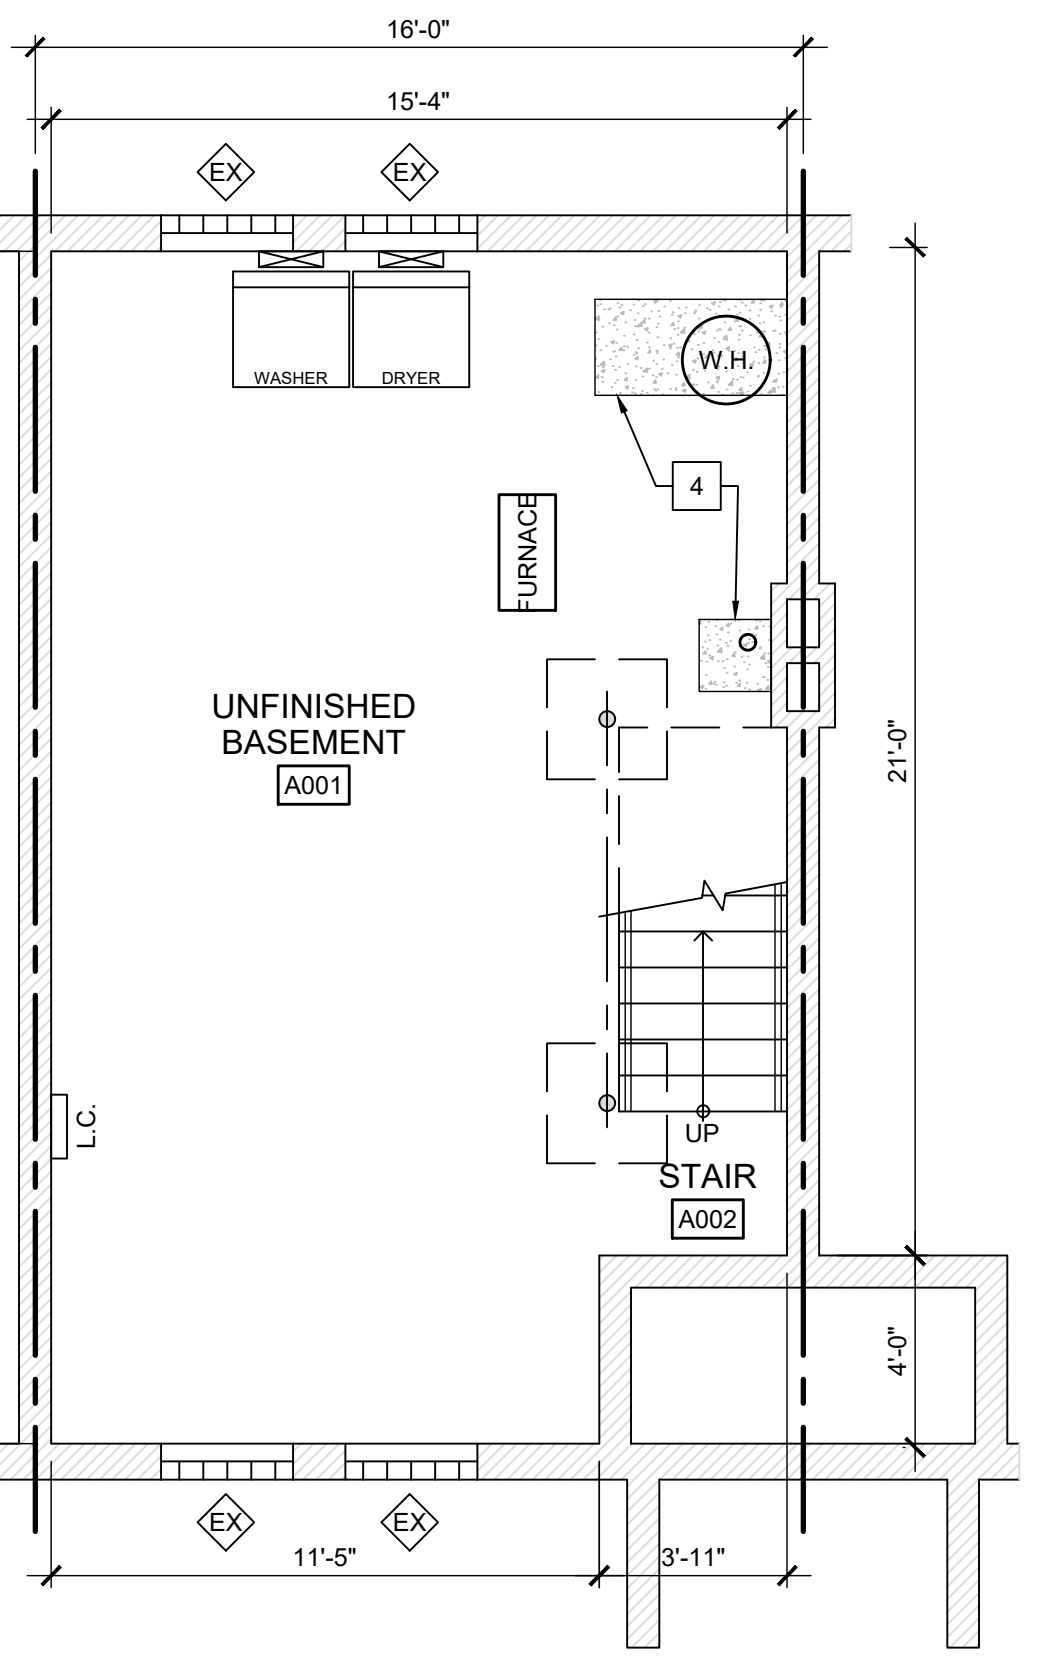 16'-0"
15'-4"
EX
EX
WASHER
DRYER
W.H.
4
FURNACE
UNFINISHED
BASEMENT
A001
21'-0"
L.C.
UP
STAIR
A002
4'-0"
EX
EX
11'-5"
3'-11"